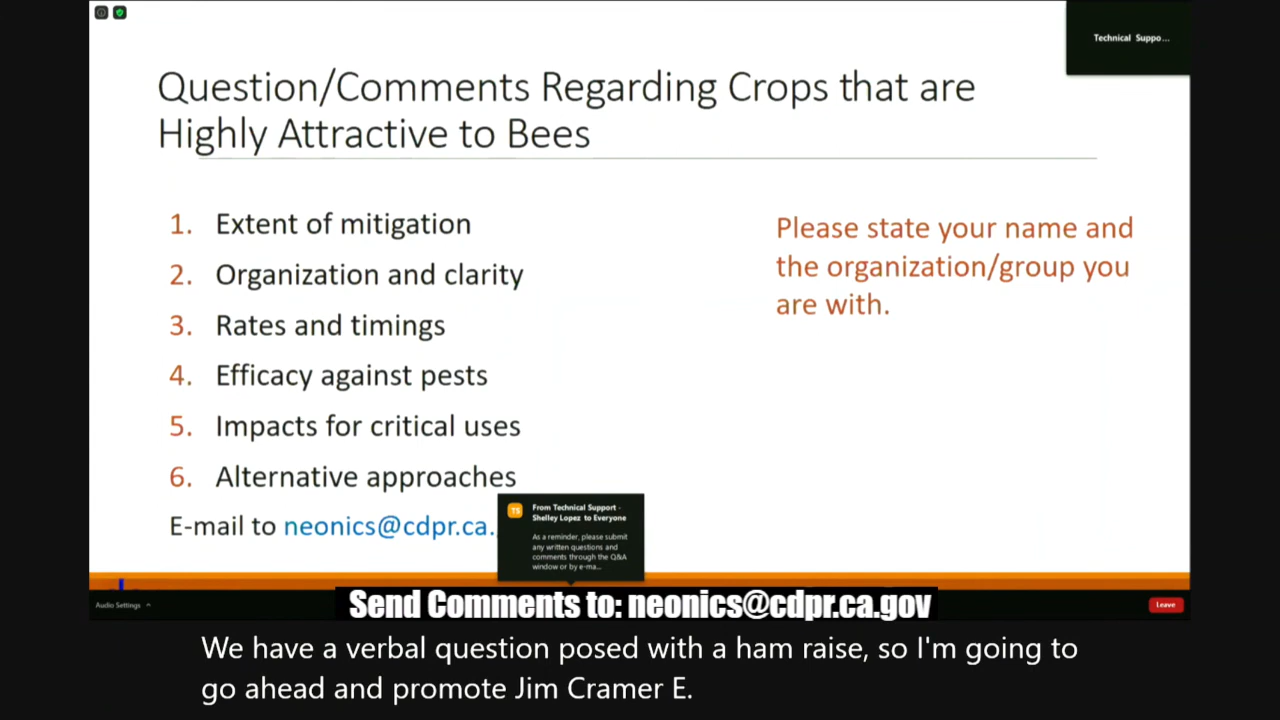 Technical Suppo...
Question/Comments Regarding Crops that are
Highly Attractive to Bees
1. Extent of mitigation
2. Organization and clarity
3. Rates and timings
4. Efficacy against pests
5. Impacts for critical uses
6. Alternative approaches
E-mail to neonics@cdpr.ca.
Please state your name and
the organization/group you
are with.
TS
From Technical Support -
Shelley Lopez to Everyone
As a reminder, please submit
any written questions and
comments through the Q&A
window or by e-ma...
Audio Settings
Send Comments to: neonics@cdpr.ca.gov
Leave
We have a verbal question posed with a ham raise, so I'm going to
go ahead and promote Jim Cramer E.